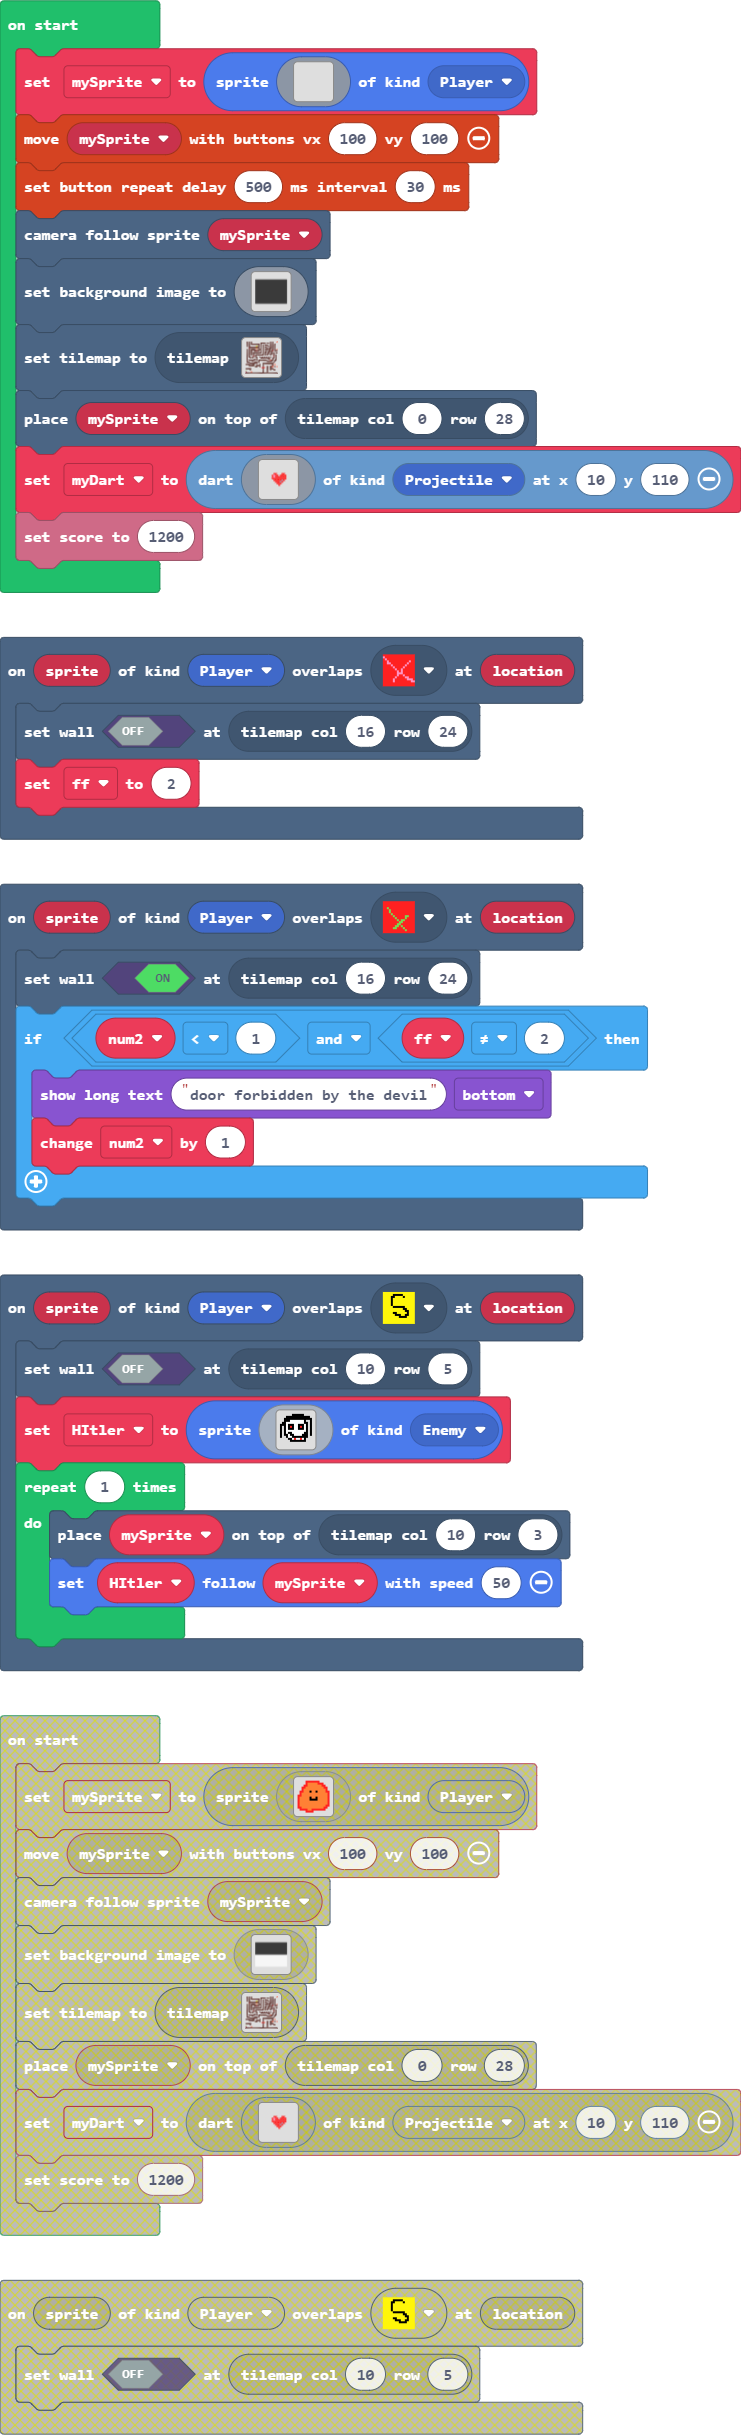 on start
set mySprite to sprite of kind Player
move mySprite with buttons vx 100 vy 100
set button repeat delay 500 ms interval 30 ms
camera follow sprite mySprite
set background image to
set tilemap to tilemap
place mySprite on top of tilemap col 0 row 28
set myDart to dart of kind Projectile at x 10 y 110
set score to 1200
on sprite of kind Player overlaps at location
set wall OFF at tilemap col 16 row 24
set ff to 2
on sprite of kind Player overlaps at location
set wall ON at tilemap col 16 row 24
if num2 < 1 and ff ≠ 2 then
show long text "door forbidden by the devil" bottom
change num2 by 1
on sprite of kind Player overlaps S at location
set wall OFF at tilemap col 10 row 5
set HItler to sprite of kind Enemy
repeat 1 times
do place mySprite on top of tilemap col 10 row 3
set HItler follow mySprite with speed 50
on start
set mySprite to sprite of kind Player
move mySprite with buttons vx 100 vy 100
camera follow sprite mySprite
set background image to
set tilemap to tilemap
place mySprite on top of tilemap col 0 row 28
set myDart to dart of kind Projectile at x 10 y 110
set score to 1200
on sprite of kind Player overlaps S at location
set wall OFF at tilemap col 10 row 5